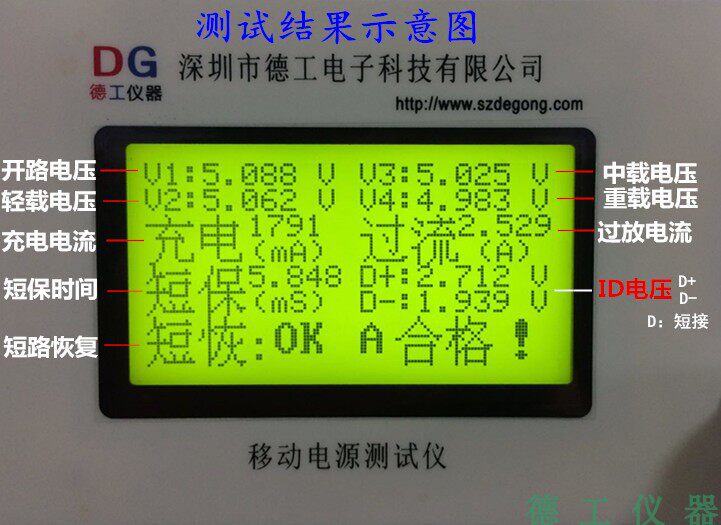 测试结果示意图
DG
德工仪器
深圳市德工电子科技有限公司
http://www.szdegong.com
开路电压
V1:5.088 V
V3:5.025 V
中载电压
轻载电压
V2:5.062 V
V4:4.983 V
重载电压
充电电流
充电1791(mA)
过流2.529(A)
过放电流
短保时间
短保5.848(mS)
D+:2.712 V
D-:1.939 V
ID电压 D+
D-
D：短接
短路恢复
短恢:OK A合格!
移动电源测试仪
德工仪器